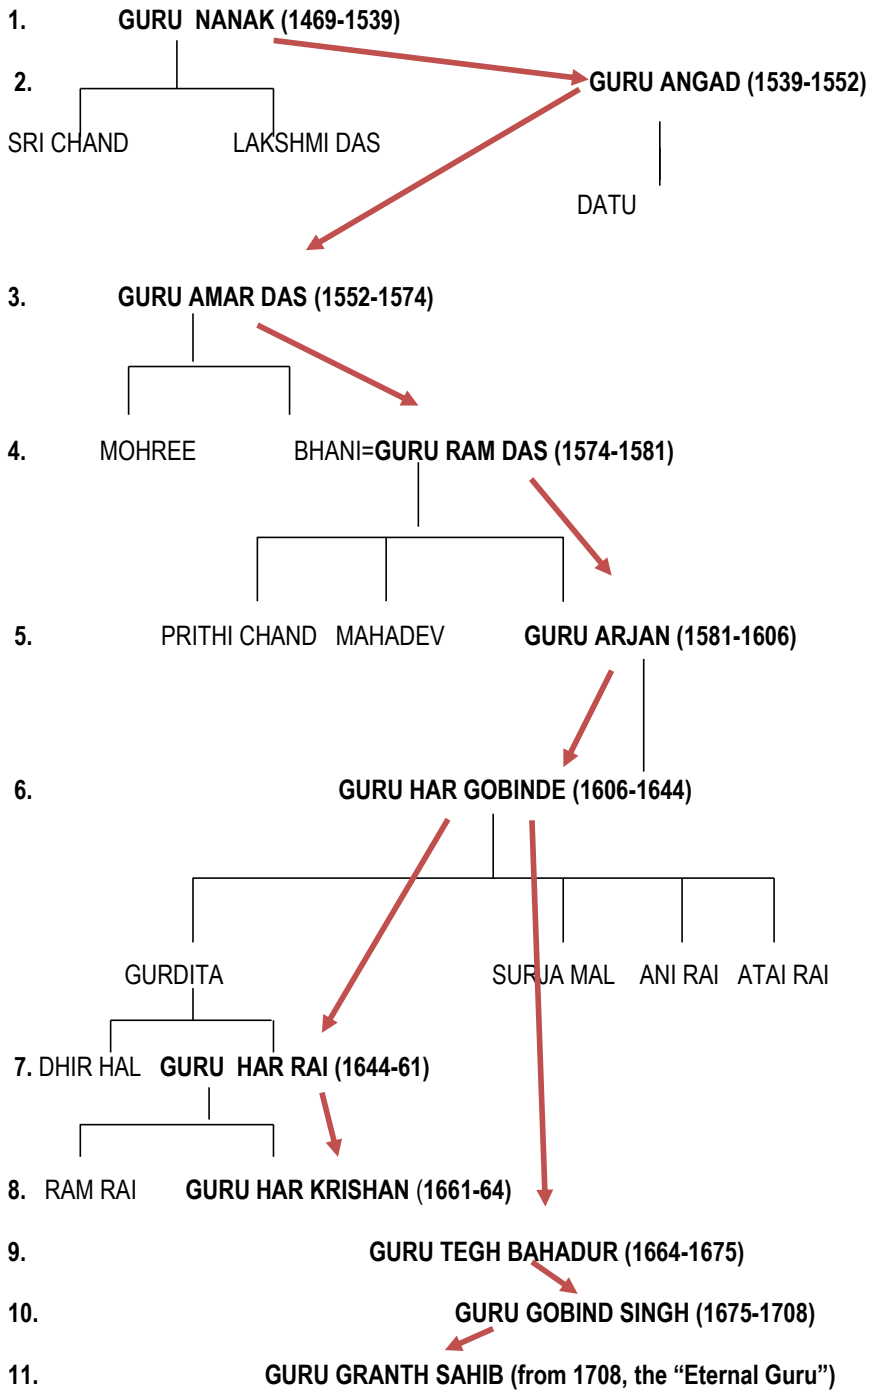 1. GURU NANAK (1469-1539)
2. GURU ANGAD (1539-1552)
SRI CHAND LAKSHMI DAS
DATU
3. GURU AMAR DAS (1552-1574)
4. MOHREE BHANI=GURU RAM DAS (1574-1581)
5. PRITHI CHAND MAHADEV GURU ARJAN (1581-1606)
6. GURU HAR GOBINDE (1606-1644)
GURDITA SURJA MAL ANI RAI ATAI RAI
7. DHIR HAL GURU HAR RAI (1644-61)
8. RAM RAI GURU HAR KRISHAN (1661-64)
9. GURU TEGH BAHADUR (1664-1675)
10. GURU GOBIND SINGH (1675-1708)
11. GURU GRANTH SAHIB (from 1708, the “Eternal Guru”)